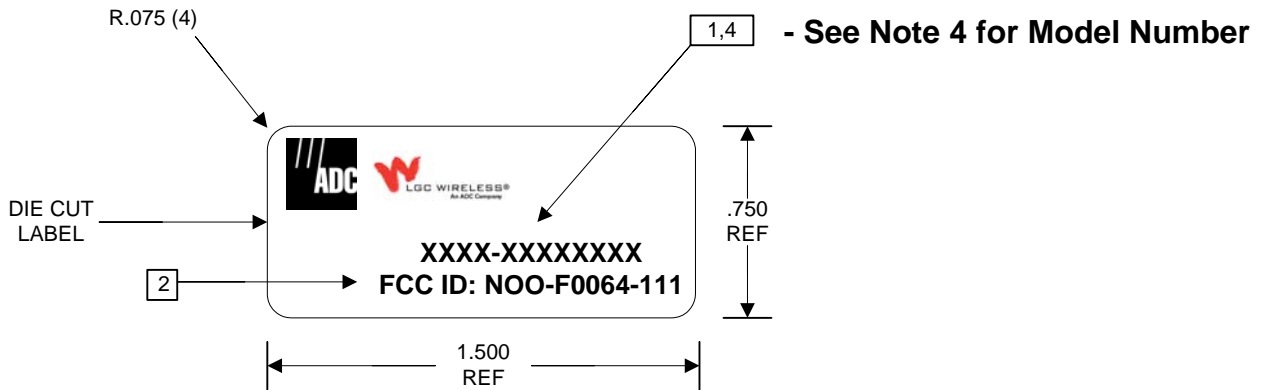 R.075 (4)
1,4 - See Note 4 for Model Number
ADC
LGC WIRELESS®
An ADC Company
DIE CUT
LABEL
.750
REF
XXXX-XXXXXXXX
2
FCC ID: NOO-F0064-111
1.500
REF